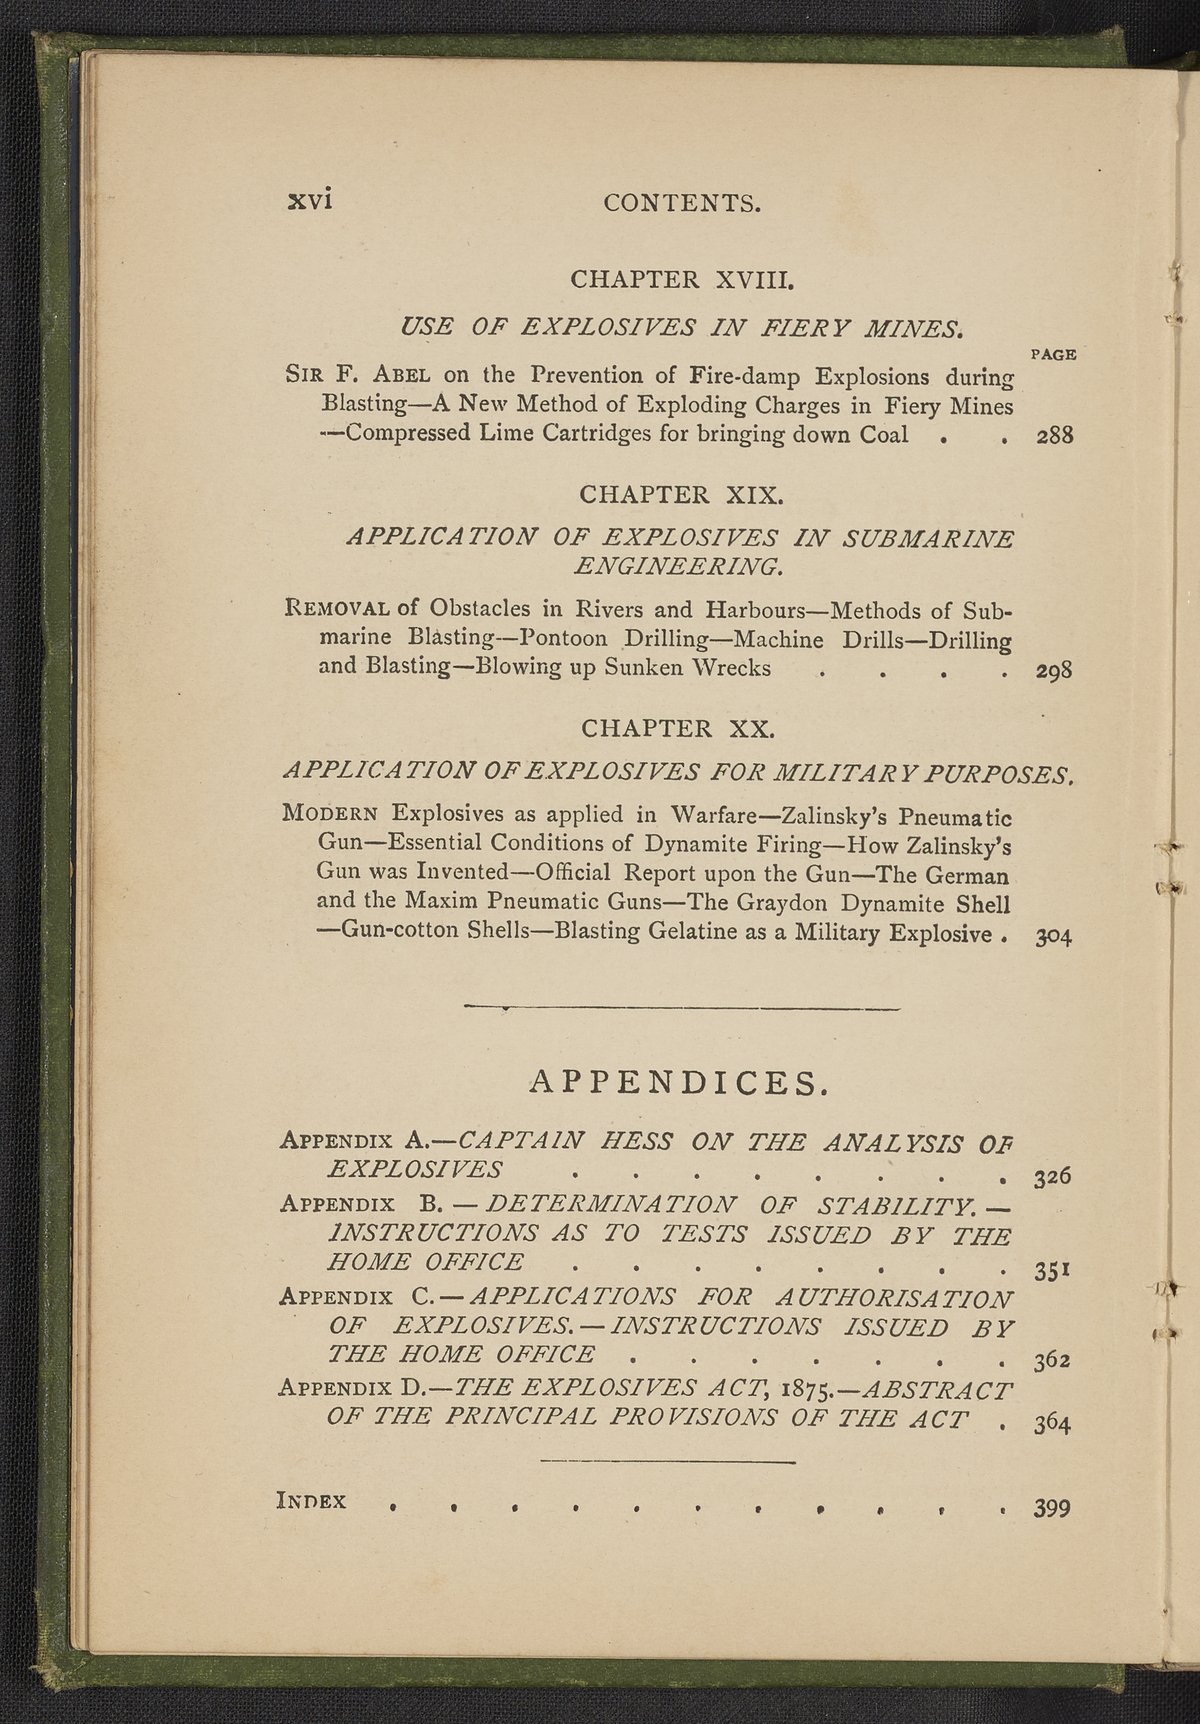 xvi CONTENTS.
CHAPTER XVIII.
USE OF EXPLOSIVES IN FIERY MINES.
PAGE
SIR F. ABEL on the Prevention of Fire-damp Explosions during
Blasting—A New Method of Exploding Charges in Fiery Mines
—Compressed Lime Cartridges for bringing down Coal . . 288
CHAPTER XIX.
APPLICATION OF EXPLOSIVES IN SUBMARINE
ENGINEERING.
REMOVAL of Obstacles in Rivers and Harbours—Methods of Sub-
marine Blasting—Pontoon Drilling—Machine Drills—Drilling
and Blasting—Blowing up Sunken Wrecks . . . . 298
CHAPTER XX.
APPLICATION OF EXPLOSIVES FOR MILITARY PURPOSES.
MODERN Explosives as applied in Warfare—Zalinsky's Pneumatic
Gun—Essential Conditions of Dynamite Firing—How Zalinsky's
Gun was Invented—Official Report upon the Gun—The German
and the Maxim Pneumatic Guns—The Graydon Dynamite Shell
—Gun-cotton Shells—Blasting Gelatine as a Military Explosive . 304
APPENDICES.
APPENDIX A.—CAPTAIN HESS ON THE ANALYSIS OF
EXPLOSIVES . . . . . . . . 326
APPENDIX B.—DETERMINATION OF STABILITY.—
INSTRUCTIONS AS TO TESTS ISSUED BY THE
HOME OFFICE . . . . . . . . 351
APPENDIX C.—APPLICATIONS FOR AUTHORISATION
OF EXPLOSIVES.—INSTRUCTIONS ISSUED BY
THE HOME OFFICE . . . . . . . 362
APPENDIX D.—THE EXPLOSIVES ACT, 1875.—ABSTRACT
OF THE PRINCIPAL PROVISIONS OF THE ACT . 364
INDEX . . . . . . . . . . . 399